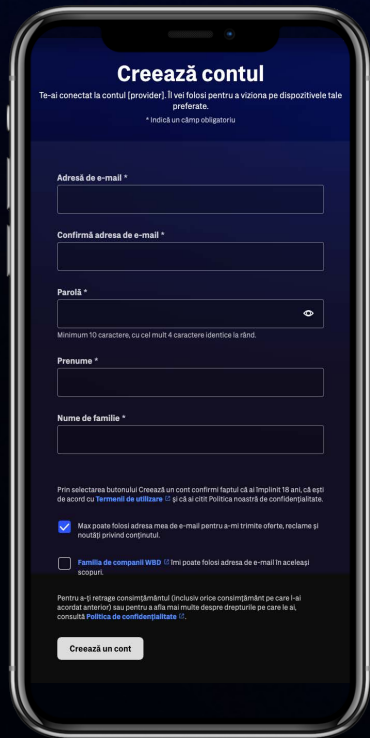 Creează contul
Te-ai conectat la contul [provider]. Îl vei folosi pentru a viziona pe dispozitivele tale
preferate.
* Indică un câmp obligatoriu
Adresă de e-mail *
Confirmă adresa de e-mail *
Parolă *
Minimum 10 caractere, cu cel mult 4 caractere identice la rând.
Prenume *
Nume de familie *
Prin selectarea butonului Creează un cont confirmi faptul că ai împlinit 18 ani, că ești
de acord cu Termenii de utilizare și că ai citit Politica noastră de confidențialitate.
Max poate folosi adresa mea de e-mail pentru a-mi trimite oferte, reclame și
noutăți privind conținutul.
Familia de companii WBD îmi poate folosi adresa de e-mail în aceleași
scopuri.
Pentru a-ți retrage consimțământul (inclusiv orice consimțământ pe care l-ai
acordat anterior) sau pentru a afla mai multe despre drepturile pe care le ai,
consultă Politica de confidențialitate.
Creează un cont